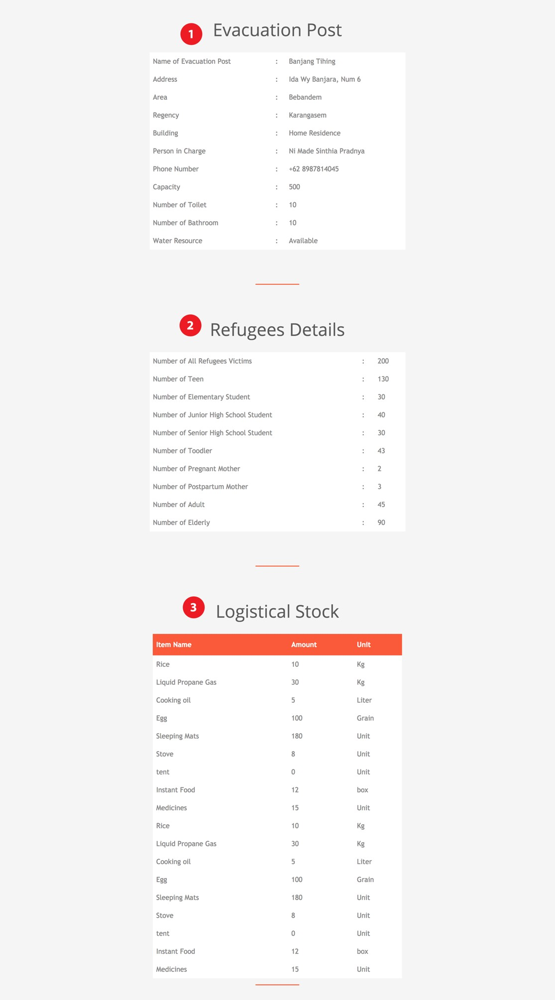 1 Evacuation Post
Name of Evacuation Post : Banjang Tihing
Address : Ida Wy Banjara, Num 6
Area : Bebandem
Regency : Karangasem
Building : Home Residence
Person in Charge : Ni Made Sinthia Pradnya
Phone Number : +62 8987814045
Capacity : 500
Number of Toilet : 10
Number of Bathroom : 10
Water Resource : Available
2 Refugees Details
Number of All Refugees Victims : 200
Number of Teen : 130
Number of Elementary Student : 30
Number of Junior High School Student : 40
Number of Senior High School Student : 30
Number of Toodler : 43
Number of Pregnant Mother : 2
Number of Postpartum Mother : 3
Number of Adult : 45
Number of Elderly : 90
3 Logistical Stock
Item Name Amount Unit
Rice 10 Kg
Liquid Propane Gas 30 Kg
Cooking oil 5 Liter
Egg 100 Grain
Sleeping Mats 180 Unit
Stove 8 Unit
tent 0 Unit
Instant Food 12 box
Medicines 15 Unit
Rice 10 Kg
Liquid Propane Gas 30 Kg
Cooking oil 5 Liter
Egg 100 Grain
Sleeping Mats 180 Unit
Stove 8 Unit
tent 0 Unit
Instant Food 12 box
Medicines 15 Unit